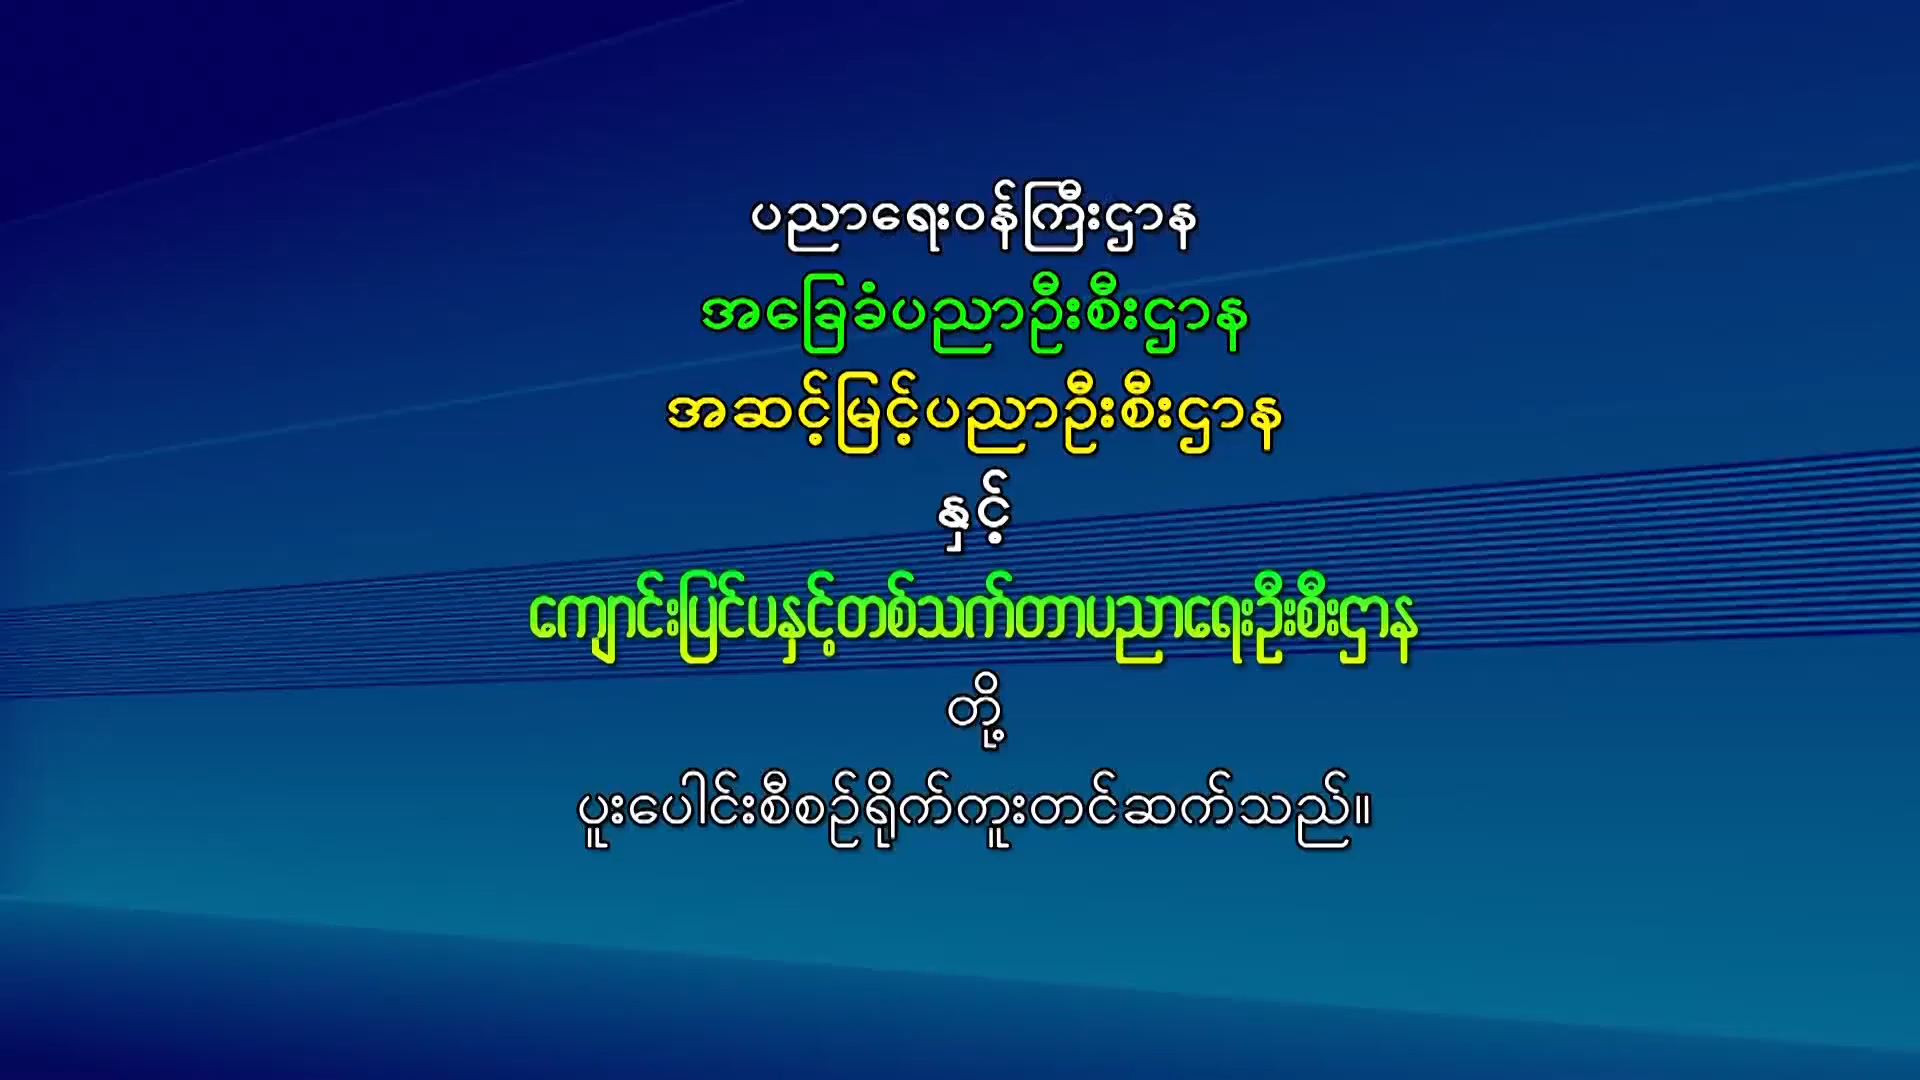 ပညာရေးဝန်ကြီးဌာန
အခြေခံပညာဦးစီးဌာန
အဆင့်မြင့်ပညာဦးစီးဌာန
နှင့်
ကျောင်းပြင်ပနှင့်တစ်သက်တာပညာရေးဦးစီးဌာန
တို့
ပူးပေါင်းစီစဉ်ရိုက်ကူးတင်ဆက်သည်။